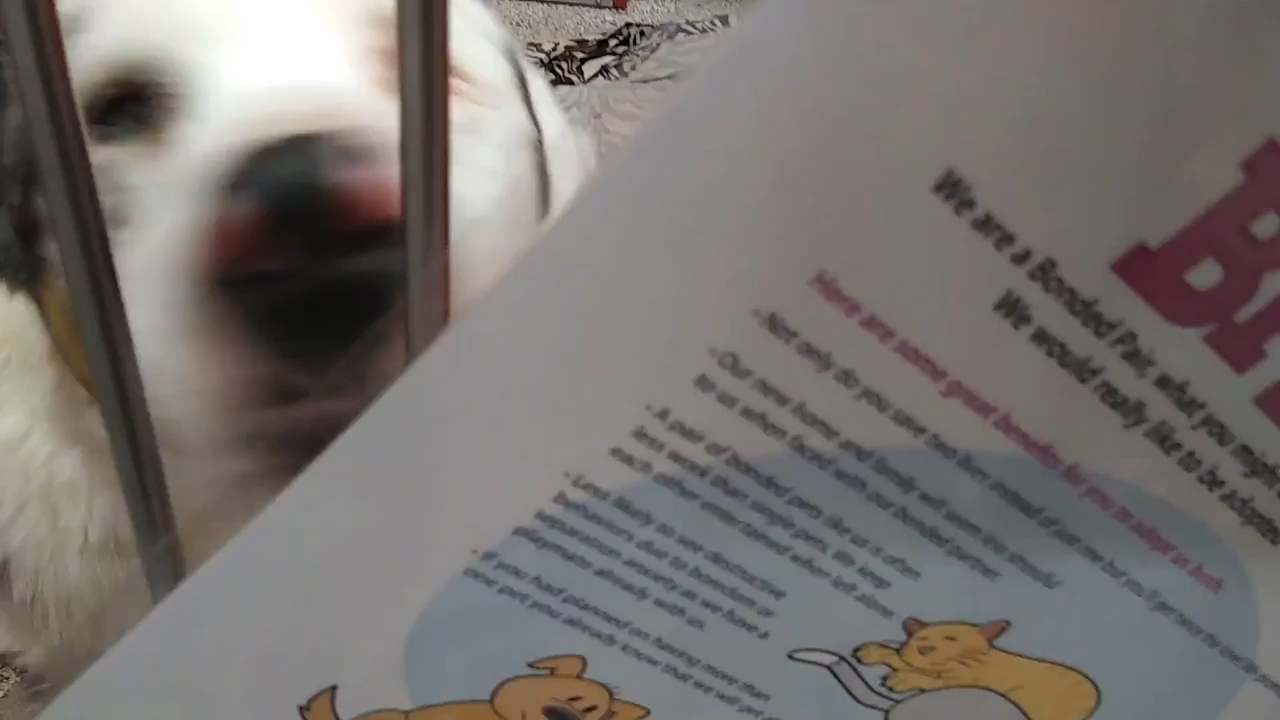 B
We are a Bonded Pair, what you might
We would really like to be adopted
Here are some great benefits for you to adopt us both.
• Not only do you save two lives instead of just one but you'll get twice the
• Our new home and family will seem less
to us when faced with our bonded partner.
• A pair of bonded pets like us is often
less work than single pets. We keep
each other entertained when left alone.
• Less likely to see destructive
behaviors due to boredom or
separation anxiety as we have a
playmate already with us.
• If you had planned on having more than
one pet you already know that we will get